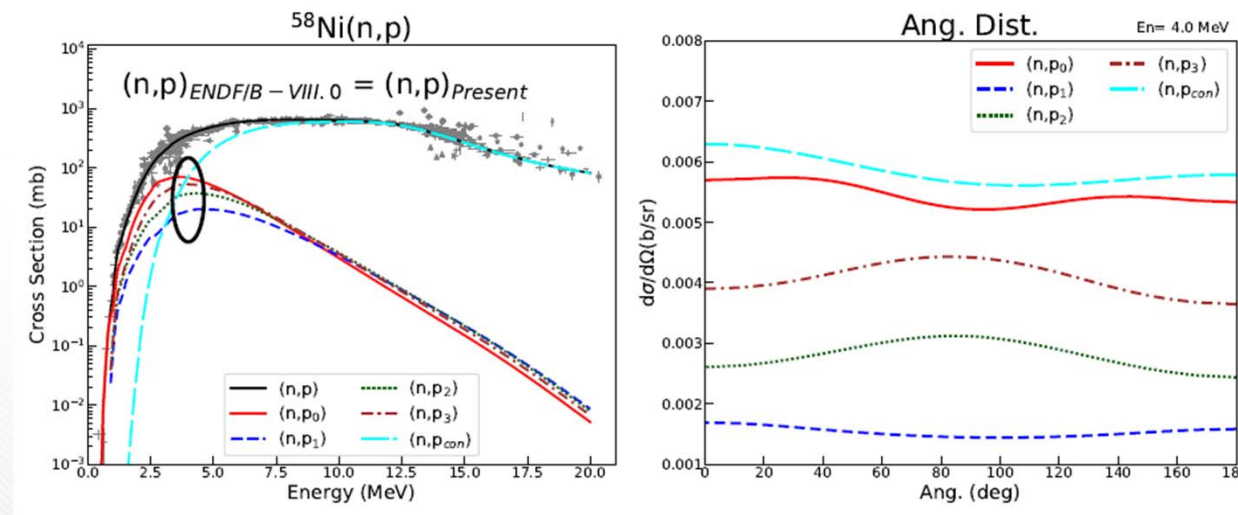 ⁵⁸Ni(n,p)
(n,p)ENDF/B−VIII.0 = (n,p)Present
10⁴
10³
10²
10¹
10⁰
10⁻¹
10⁻²
10⁻³
Cross Section (mb)
(n,p)
(n,p₀)
(n,p₁)
(n,p₂)
(n,p₃)
(n,pcon)
0.0 2.5 5.0 7.5 10.0 12.5 15.0 17.5 20.0
Energy (MeV)
Ang. Dist.
En= 4.0 MeV
0.008
0.007
0.006
0.005
0.004
0.003
0.002
0.001
dσ/dΩ(b/sr)
(n,p₀)
(n,p₁)
(n,p₂)
(n,p₃)
(n,pcon)
0 20 40 60 80 100 120 140 160 180
Ang. (deg)